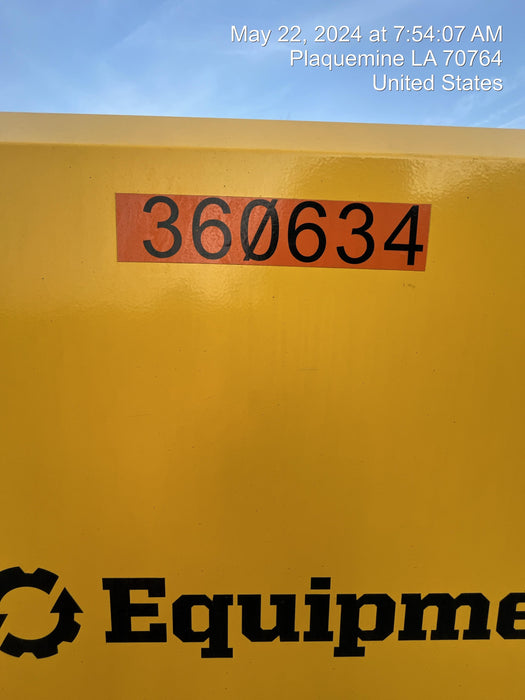 May 22, 2024 at 7:54:07 AM
Plaquemine LA 70764
United States
360634
Equipme